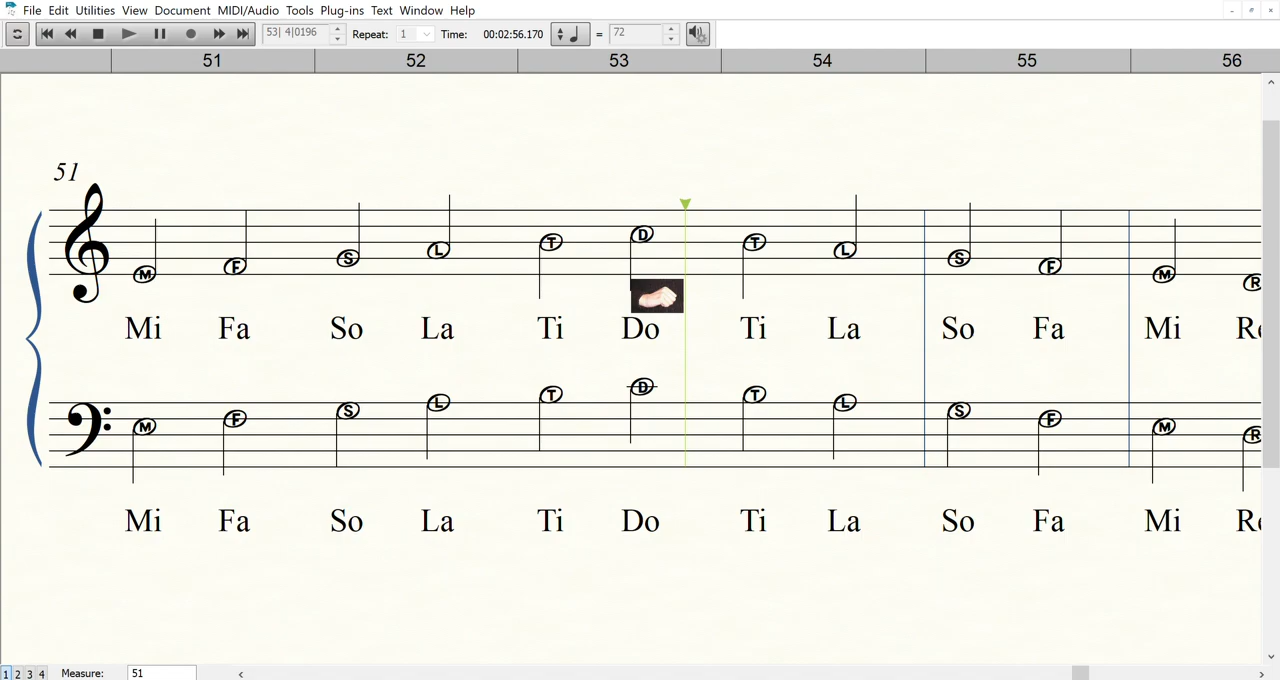 File Edit Utilities View Document MIDI/Audio Tools Plug-ins Text Window Help
53| 4|0196 Repeat: 1 Time: 00:02:56.170 = 72
51 52 53 54 55 56
51
M F S L T D T L S F M R
Mi Fa So La Ti Do Ti La So Fa Mi Re
M F S L T D T L S F M R
Mi Fa So La Ti Do Ti La So Fa Mi Re
1 2 3 4 Measure: 51